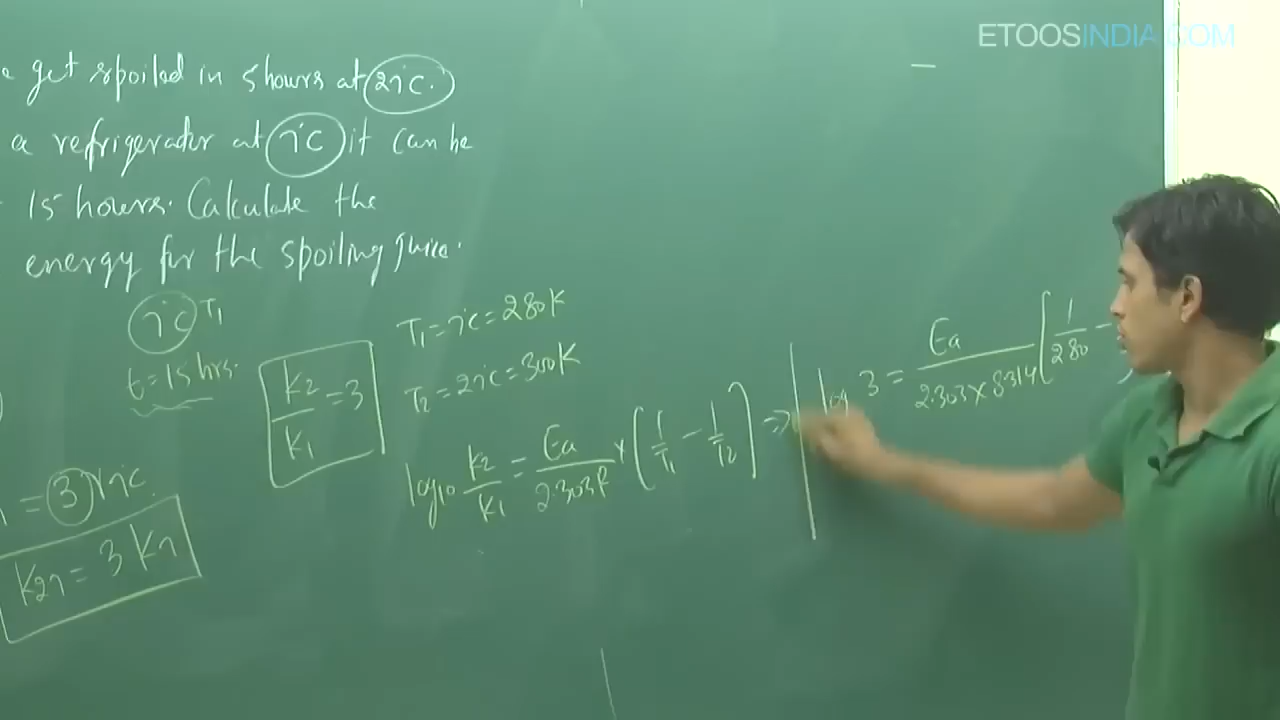 ETOOSINDIA.COM
get spoiled in 5 hours at 27°C.
a refrigerator at 7°C it can be
15 hours. Calculate the
energy for the spoiling juice.
7°C T₁
t = 15 hrs.
K₂/K₁ = 3
T₁ = 7°C = 280K
T₂ = 27°C = 300K
log₁₀ K₂/K₁ = Ea/2.303R × [1/T₁ − 1/T₂] ⇒
log 3 = Ea/2.303×8.314 [1/280 −
= 3 × 7°C.
K₂₇ = 3 K₇